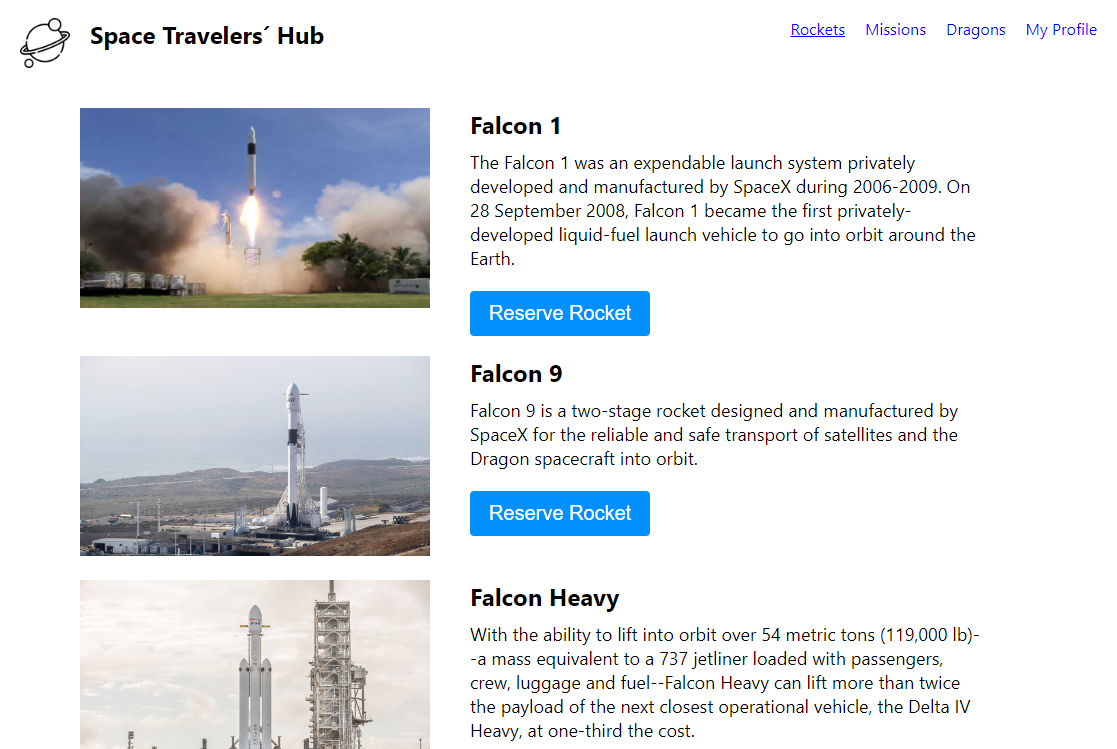 Space Travelers´ Hub
Rockets Missions Dragons My Profile
Falcon 1
The Falcon 1 was an expendable launch system privately
developed and manufactured by SpaceX during 2006-2009. On
28 September 2008, Falcon 1 became the first privately-
developed liquid-fuel launch vehicle to go into orbit around the
Earth.
Reserve Rocket
Falcon 9
Falcon 9 is a two-stage rocket designed and manufactured by
SpaceX for the reliable and safe transport of satellites and the
Dragon spacecraft into orbit.
Reserve Rocket
Falcon Heavy
With the ability to lift into orbit over 54 metric tons (119,000 lb)-
-a mass equivalent to a 737 jetliner loaded with passengers,
crew, luggage and fuel--Falcon Heavy can lift more than twice
the payload of the next closest operational vehicle, the Delta IV
Heavy, at one-third the cost.